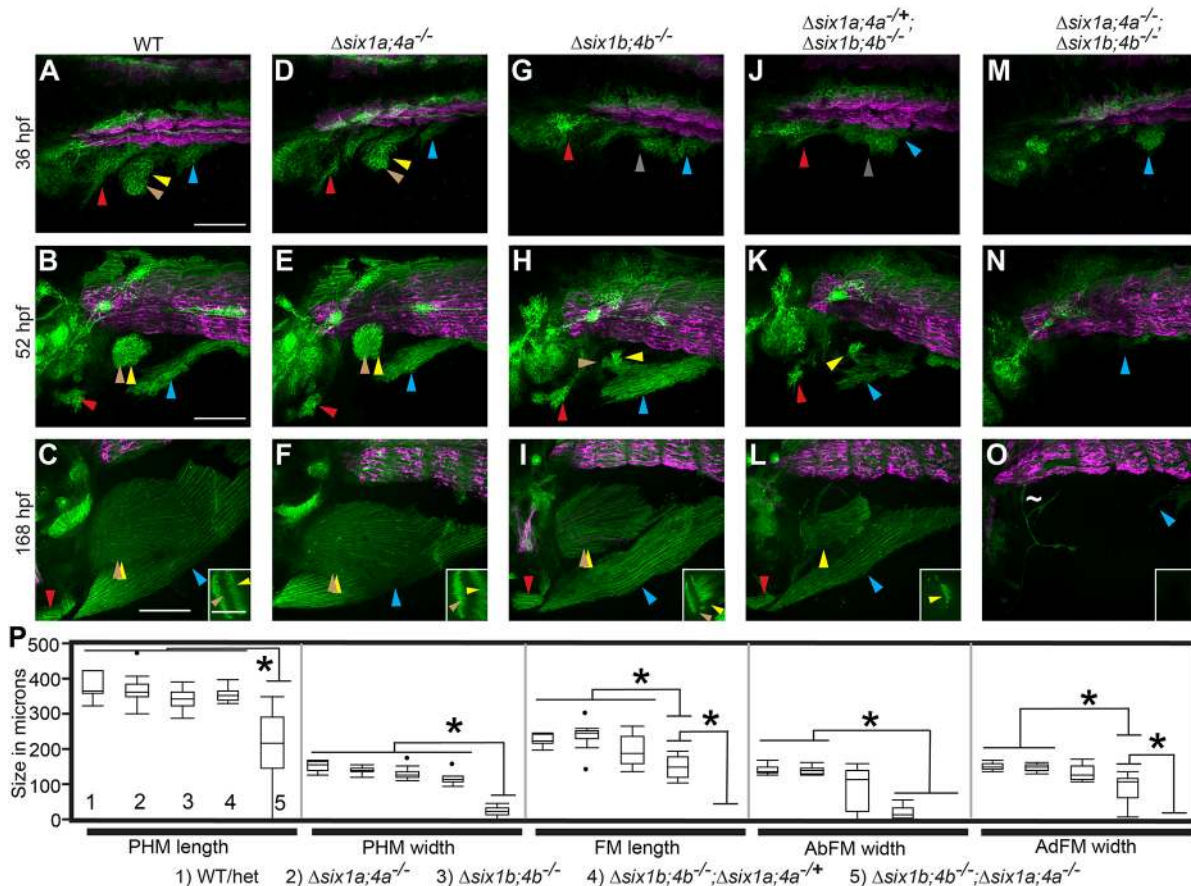 WT
Δsix1a;4a-/-
Δsix1b;4b-/-
Δsix1a;4a-/+;
Δsix1b;4b-/-
Δsix1a;4a-/-;
Δsix1b;4b-/-
36 hpf
A
D
G
J
M
52 hpf
B
E
H
K
N
168 hpf
C
F
I
L
O
~
P
Size in microns
500
400
300
200
100
0
1
2
3
4
5
*
*
*
*
*
*
*
PHM length
PHM width
FM length
AbFM width
AdFM width
1) WT/het 2) Δsix1a;4a-/- 3) Δsix1b;4b-/- 4) Δsix1b;4b-/-;Δsix1a;4a-/+ 5) Δsix1b;4b-/-;Δsix1a;4a-/-